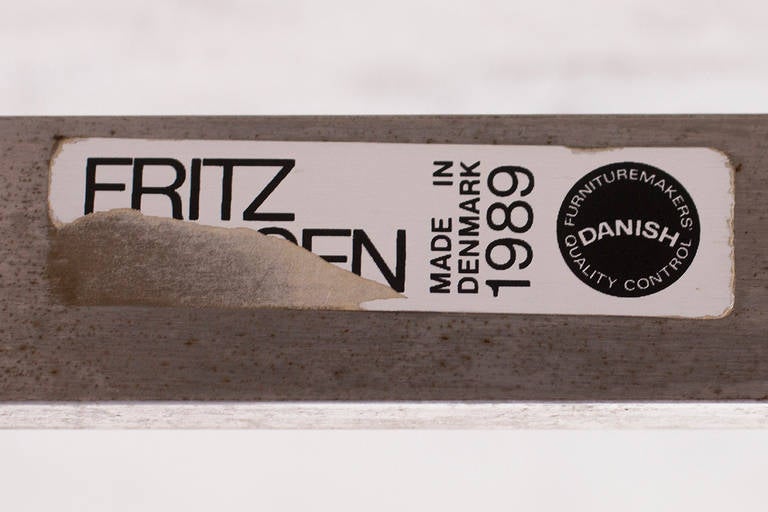 FRITZ
MADE IN
DENMARK
1989
FURNITUREMAKERS'
DANISH
QUALITY CONTROL